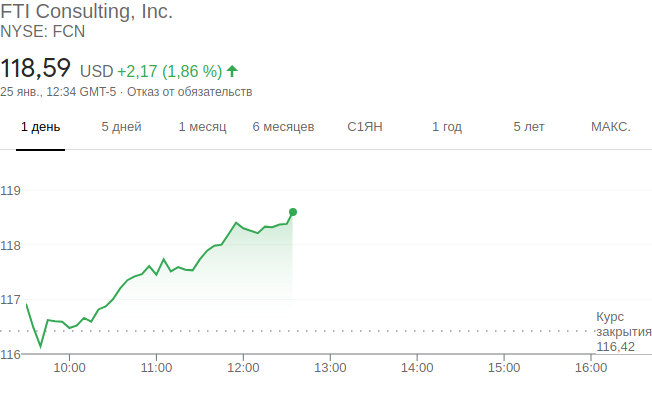 FTI Consulting, Inc.
NYSE: FCN
118,59 USD +2,17 (1,86 %)
25 янв., 12:34 GMT-5 · Отказ от обязательств
1 день 5 дней 1 месяц 6 месяцев С1ЯН 1 год 5 лет МАКС.
119
118
117
Курс
закрытия
116,42
116
10:00 11:00 12:00 13:00 14:00 15:00 16:00